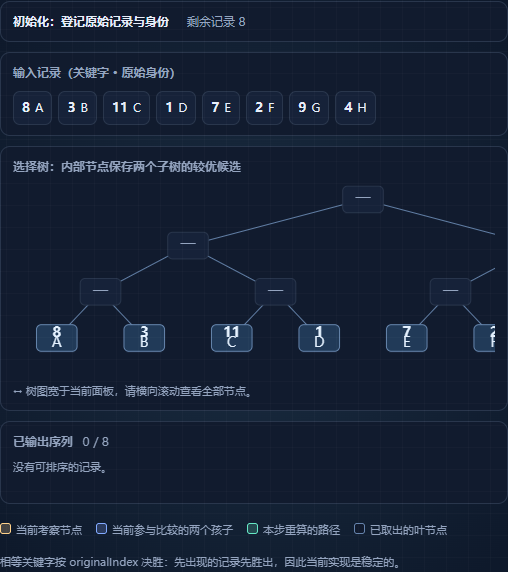 初始化：登记原始记录与身份 剩余记录 8
输入记录（关键字・原始身份）
8 A 3 B 11 C 1 D 7 E 2 F 9 G 4 H
选择树：内部节点保存两个子树的较优候选
—
—
— — —
8 3 11 1 7
A B C D E
↔ 树图宽于当前面板，请横向滚动查看全部节点。
已输出序列 0 / 8
没有可排序的记录。
当前考察节点 当前参与比较的两个孩子 本步重算的路径 已取出的叶节点
相等关键字按 originalIndex 决胜：先出现的记录先胜出，因此当前实现是稳定的。